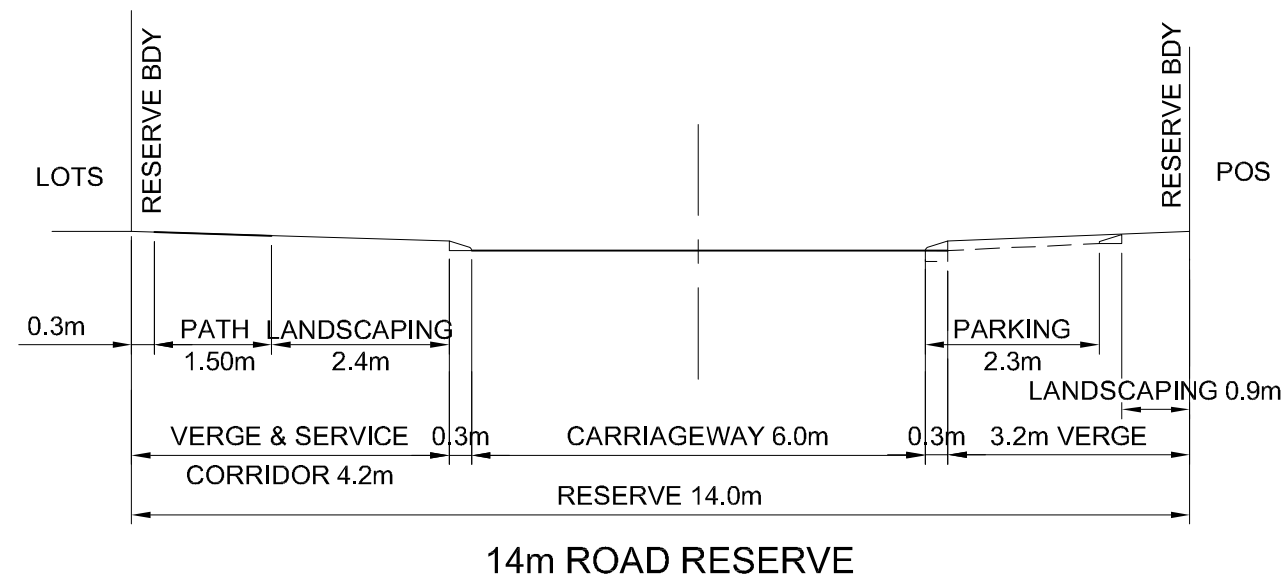 RESERVE BDY
RESERVE BDY
LOTS
POS
0.3m
PATH
1.50m
LANDSCAPING
2.4m
PARKING
2.3m
LANDSCAPING 0.9m
VERGE & SERVICE
CORRIDOR 4.2m
0.3m
CARRIAGEWAY 6.0m
0.3m
3.2m VERGE
RESERVE 14.0m
14m ROAD RESERVE